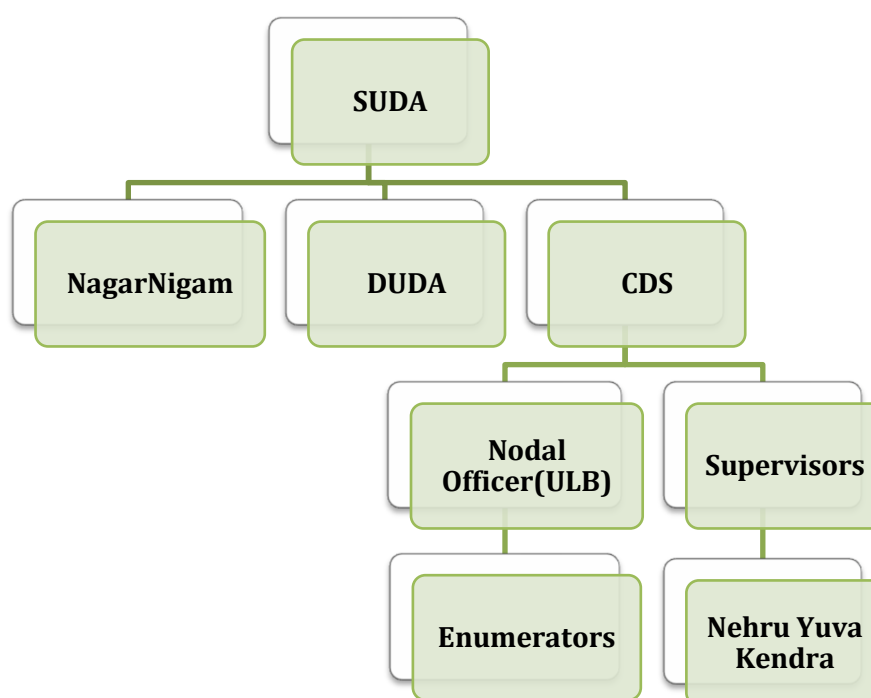 SUDA
NagarNigam
DUDA
CDS
Nodal
Officer(ULB)
Supervisors
Enumerators
Nehru Yuva
Kendra